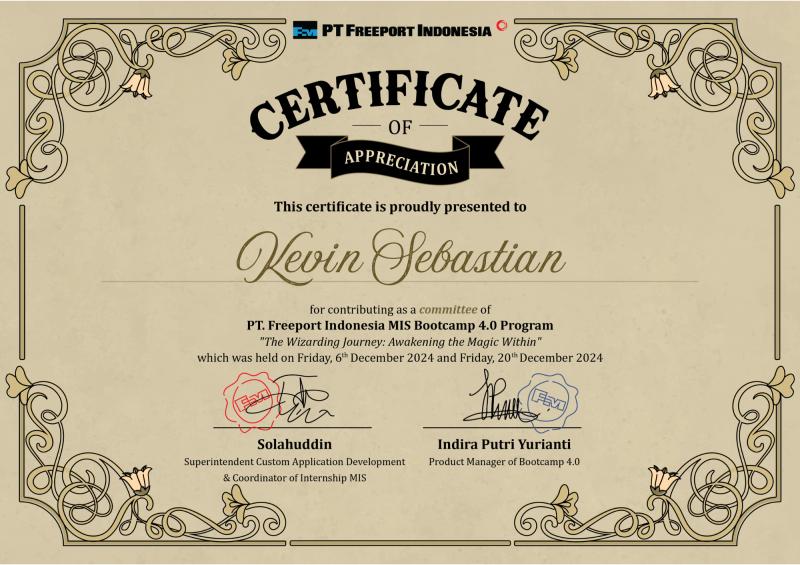 FM PT FREEPORT INDONESIA
CERTIFICATE
OF
APPRECIATION
This certificate is proudly presented to
Kevin Sebastian
for contributing as a committee of
PT. Freeport Indonesia MIS Bootcamp 4.0 Program
"The Wizarding Journey: Awakening the Magic Within"
which was held on Friday, 6th December 2024 and Friday, 20th December 2024
FM FM
Solahuddin Indira Putri Yurianti
Superintendent Custom Application Development Product Manager of Bootcamp 4.0
& Coordinator of Internship MIS